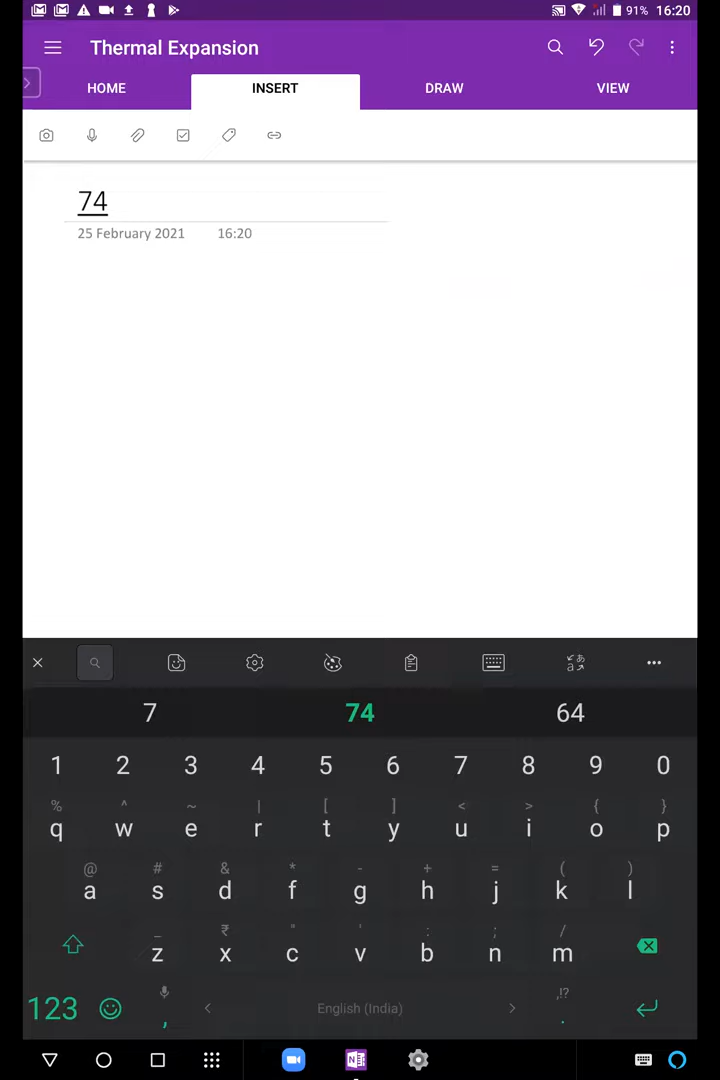 91% 16:20
Thermal Expansion
HOME INSERT DRAW VIEW
74
25 February 2021 16:20
7 74 64
1 2 3 4 5 6 7 8 9 0
% ^ ~ | [ ] < > { }
q w e r t y u i o p
@ # & * - + = ( )
a s d f g h j k l
_ ₹ " ' : ; /
z x c v b n m
123 , < English (India) > ,!? .